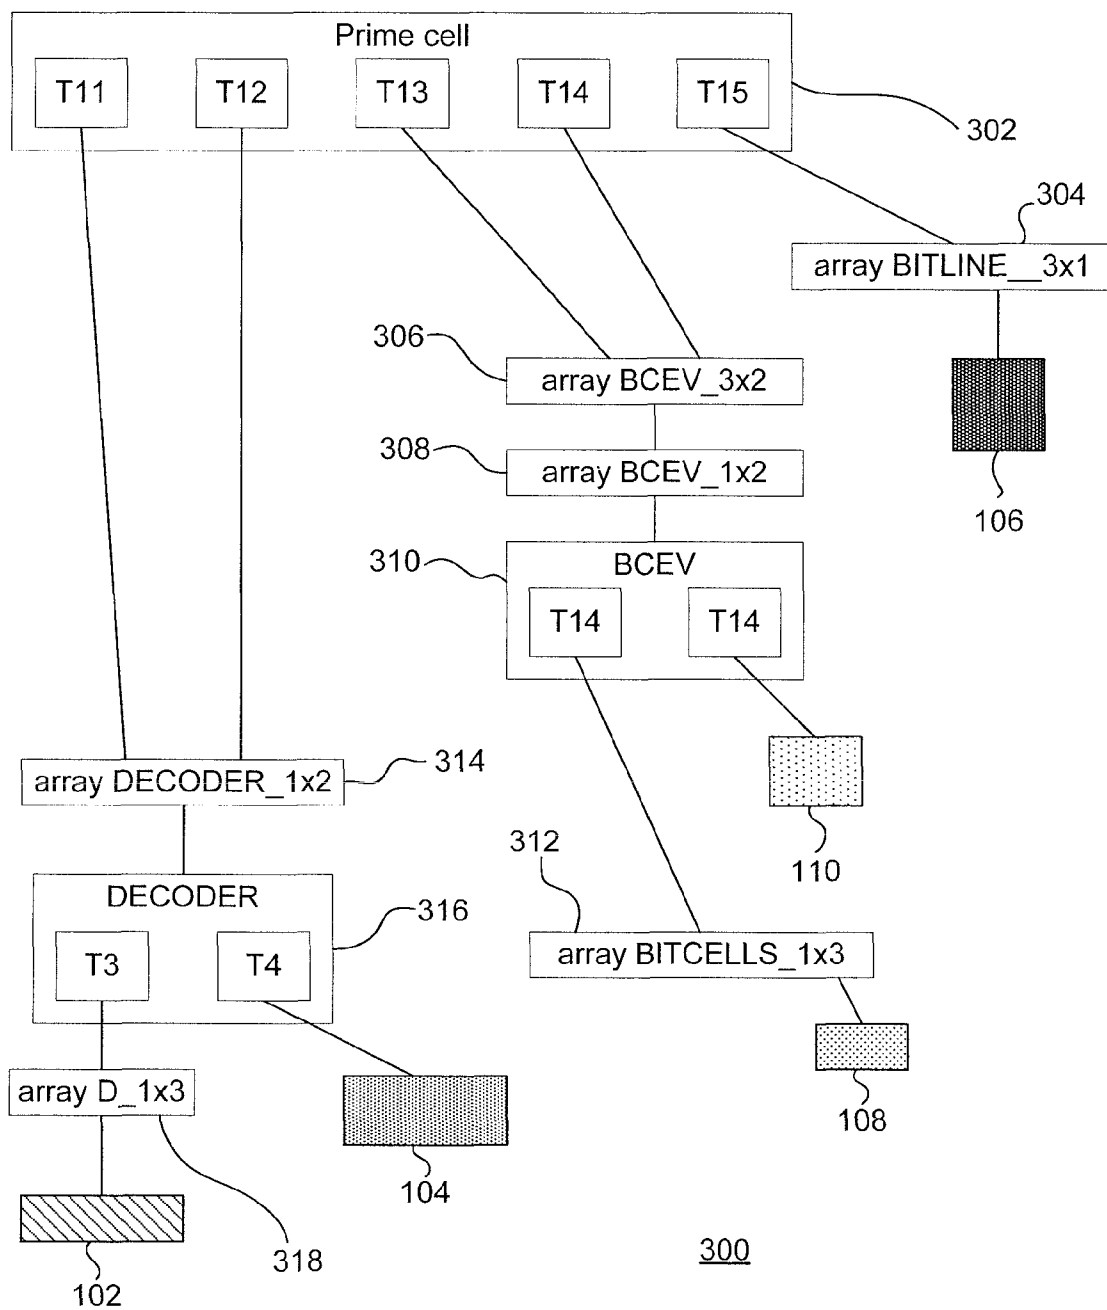 Prime cell
T11 T12 T13 T14 T15
302
304
array BITLINE__3x1
306
array BCEV_3x2
308
array BCEV_1x2
106
310
BCEV
T14 T14
array DECODER_1x2
314
110
312
DECODER
316
array BITCELLS_1x3
T3 T4
array D_1x3
108
104
318
102
300